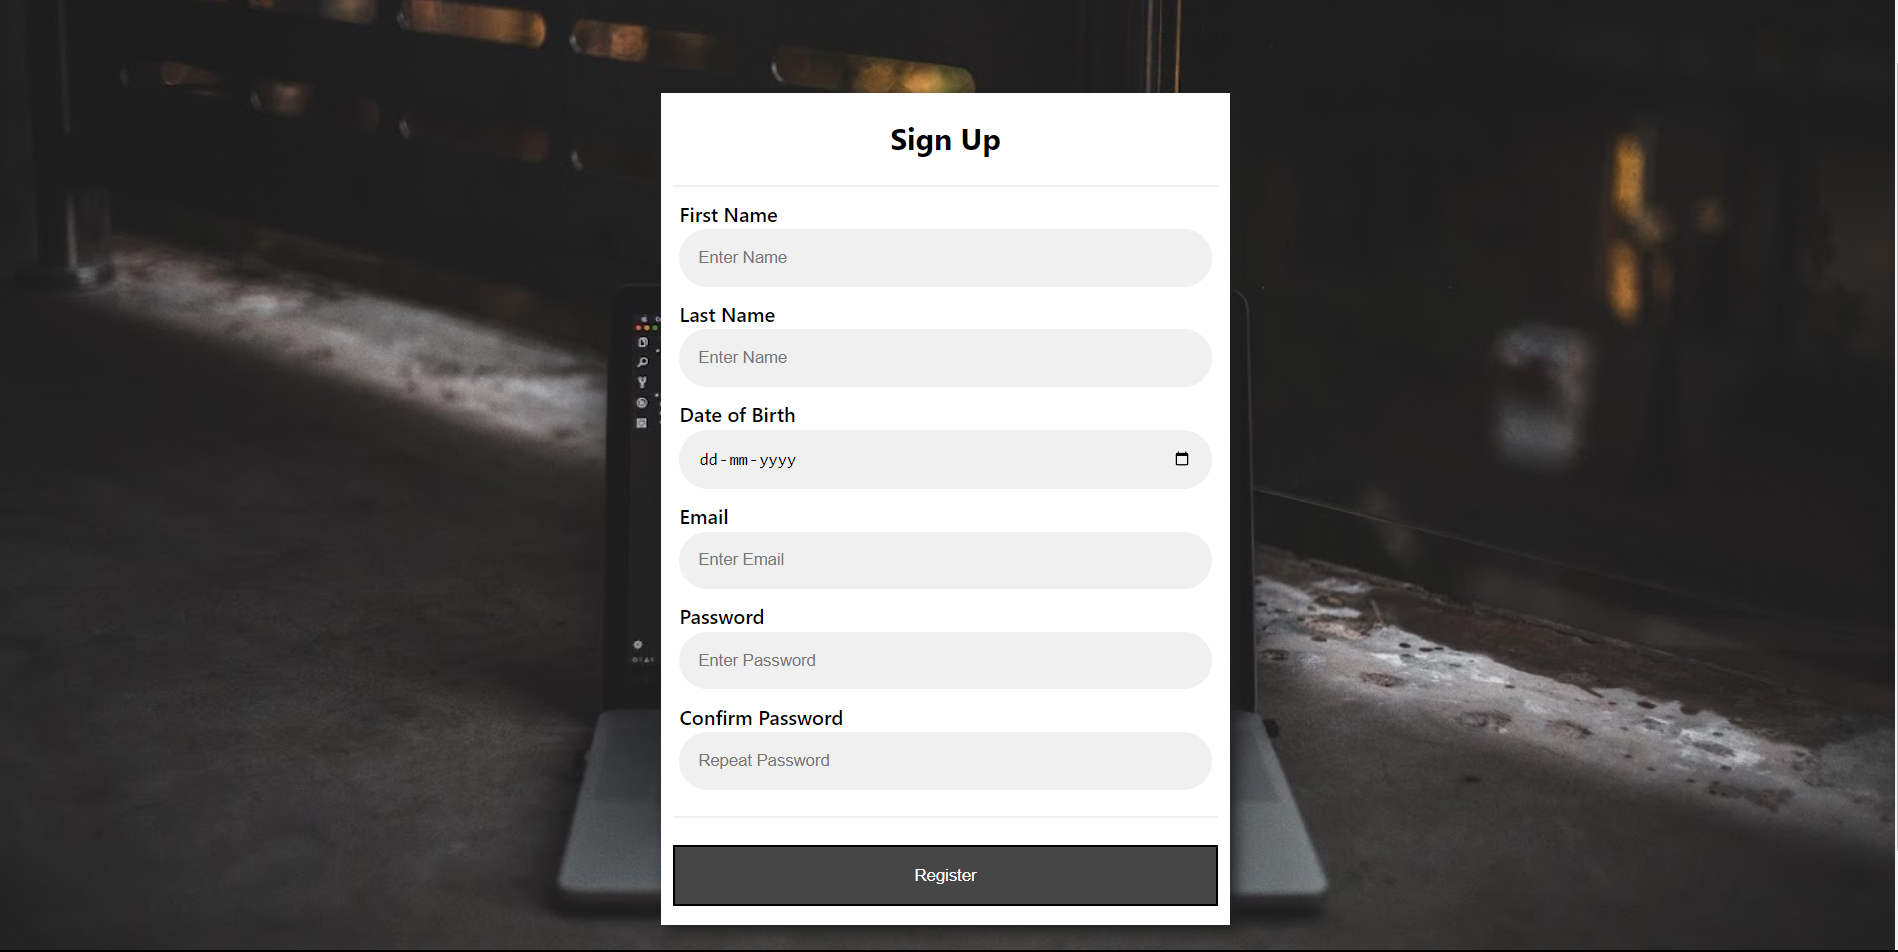 Sign Up
First Name
Enter Name
Last Name
Enter Name
Date of Birth
dd-mm-yyyy
Email
Enter Email
Password
Enter Password
Confirm Password
Repeat Password
Register